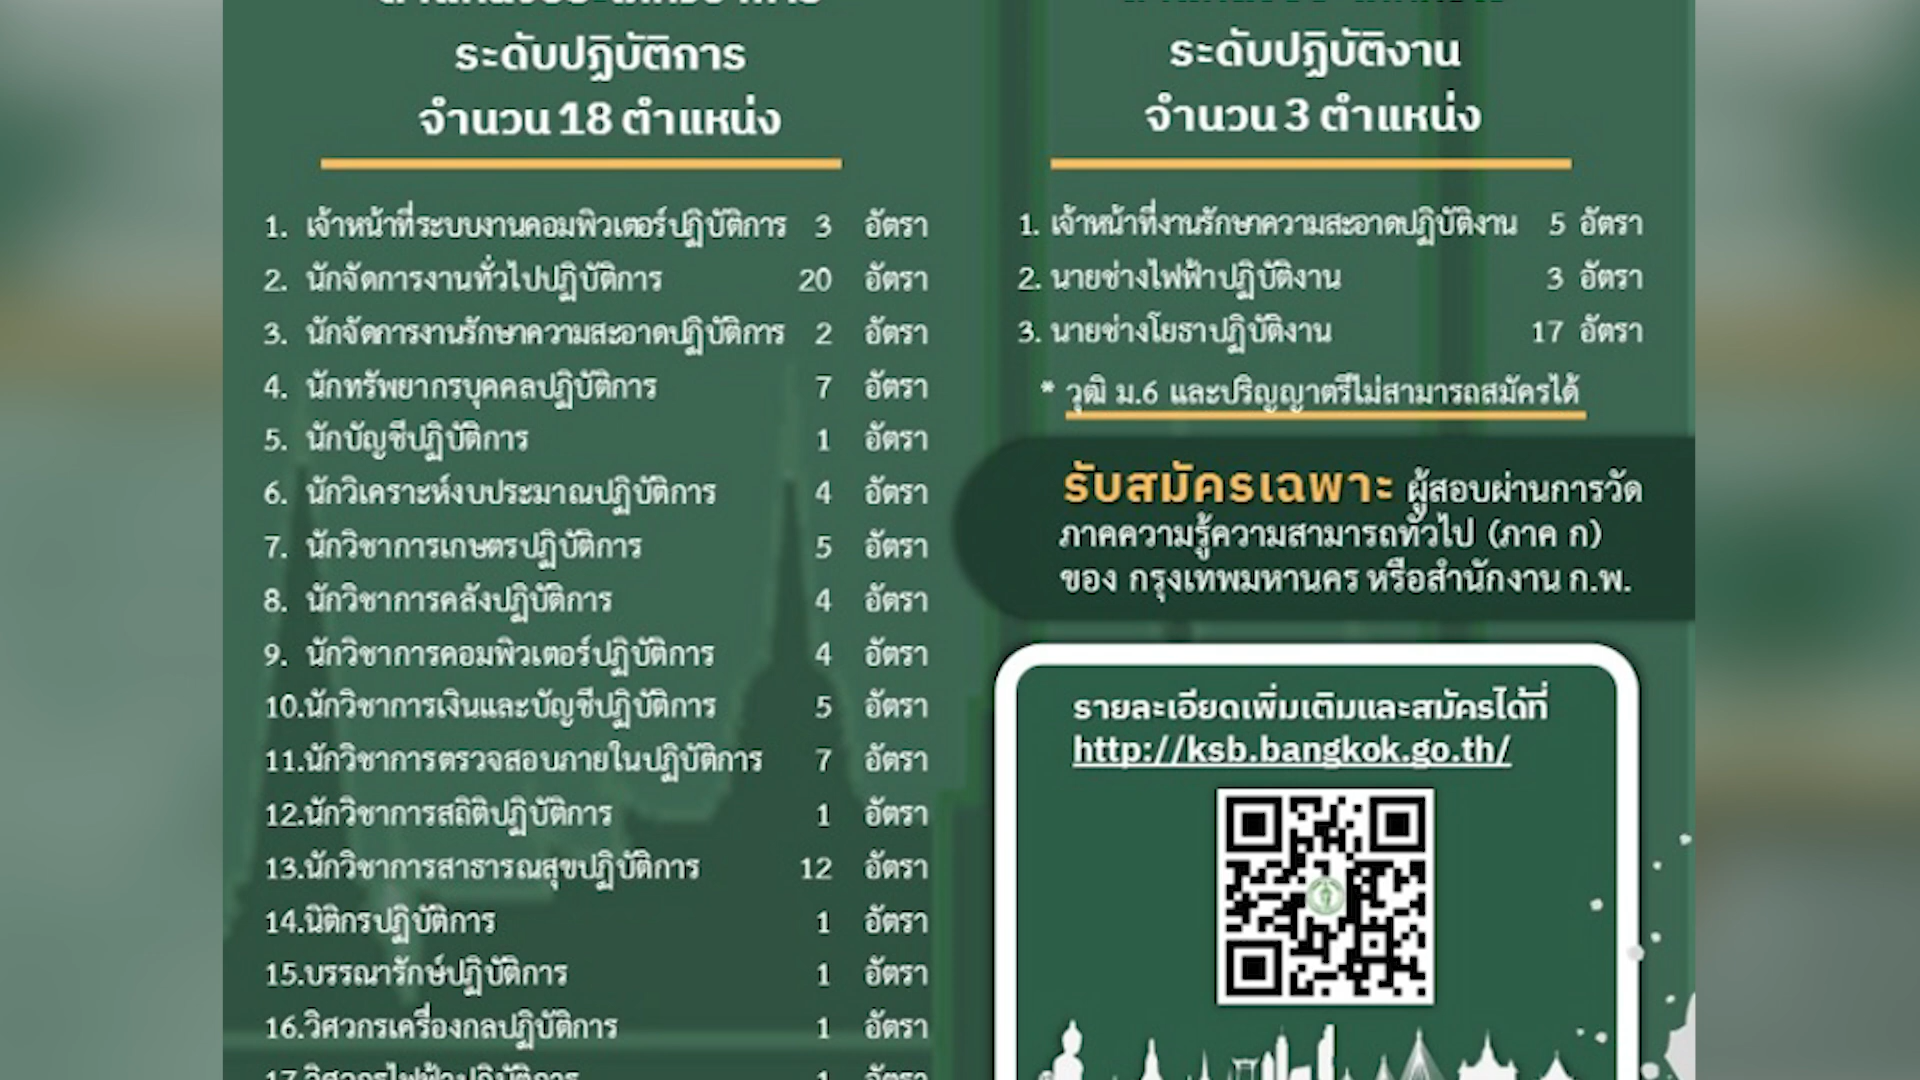 ระดับปฏิบัติการ
จำนวน 18 ตำแหน่ง
1. เจ้าหน้าที่ระบบงานคอมพิวเตอร์ปฏิบัติการ 3 อัตรา
2. นักจัดการงานทั่วไปปฏิบัติการ 20 อัตรา
3. นักจัดการงานรักษาความสะอาดปฏิบัติการ 2 อัตรา
4. นักทรัพยากรบุคคลปฏิบัติการ 7 อัตรา
5. นักบัญชีปฏิบัติการ 1 อัตรา
6. นักวิเคราะห์งบประมาณปฏิบัติการ 4 อัตรา
7. นักวิชาการเกษตรปฏิบัติการ 5 อัตรา
8. นักวิชาการคลังปฏิบัติการ 4 อัตรา
9. นักวิชาการคอมพิวเตอร์ปฏิบัติการ 4 อัตรา
10.นักวิชาการเงินและบัญชีปฏิบัติการ 5 อัตรา
11.นักวิชาการตรวจสอบภายในปฏิบัติการ 7 อัตรา
12.นักวิชาการสถิติปฏิบัติการ 1 อัตรา
13.นักวิชาการสาธารณสุขปฏิบัติการ 12 อัตรา
14.นิติกรปฏิบัติการ 1 อัตรา
15.บรรณารักษ์ปฏิบัติการ 1 อัตรา
16.วิศวกรเครื่องกลปฏิบัติการ 1 อัตรา
17.วิศวกรไฟฟ้าปฏิบัติการ 1 อัตรา
ระดับปฏิบัติงาน
จำนวน 3 ตำแหน่ง
1. เจ้าหน้าที่งานรักษาความสะอาดปฏิบัติงาน 5 อัตรา
2. นายช่างไฟฟ้าปฏิบัติงาน 3 อัตรา
3. นายช่างโยธาปฏิบัติงาน 17 อัตรา
* วุฒิ ม.6 และปริญญาตรีไม่สามารถสมัครได้
รับสมัครเฉพาะ ผู้สอบผ่านการวัด
ภาคความรู้ความสามารถทั่วไป (ภาค ก)
ของ กรุงเทพมหานคร หรือสำนักงาน ก.พ.
รายละเอียดเพิ่มเติมและสมัครได้ที่
http://ksb.bangkok.go.th/